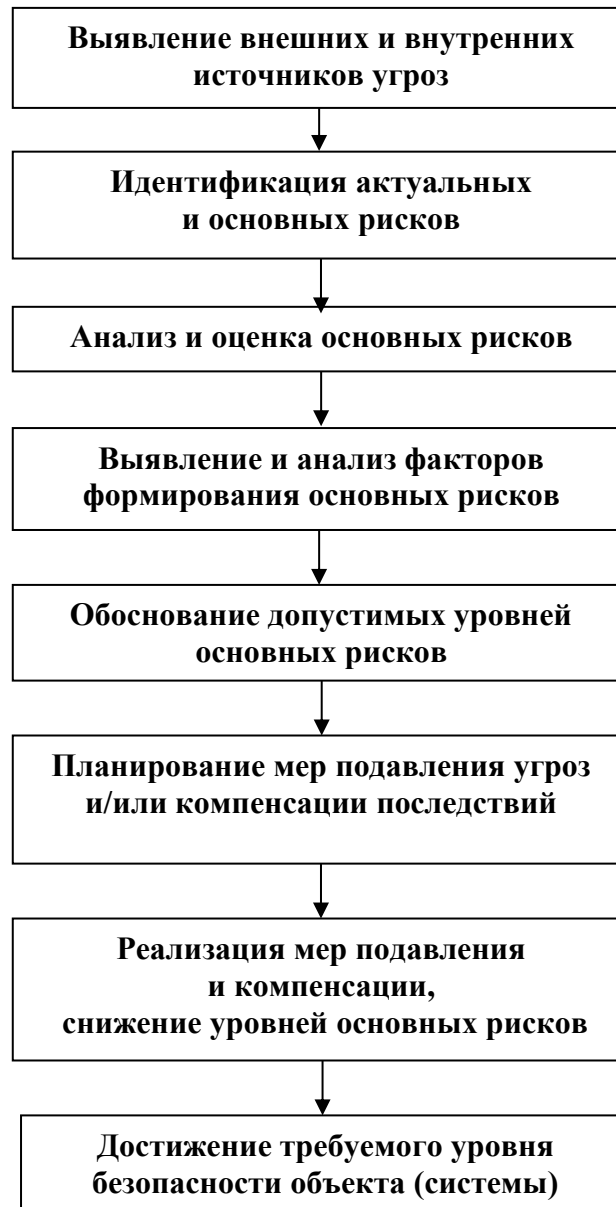 Выявление внешних и внутренних
источников угроз
Идентификация актуальных
и основных рисков
Анализ и оценка основных рисков
Выявление и анализ факторов
формирования основных рисков
Обоснование допустимых уровней
основных рисков
Планирование мер подавления угроз
и/или компенсации последствий
Реализация мер подавления
и компенсации,
снижение уровней основных рисков
Достижение требуемого уровня
безопасности объекта (системы)